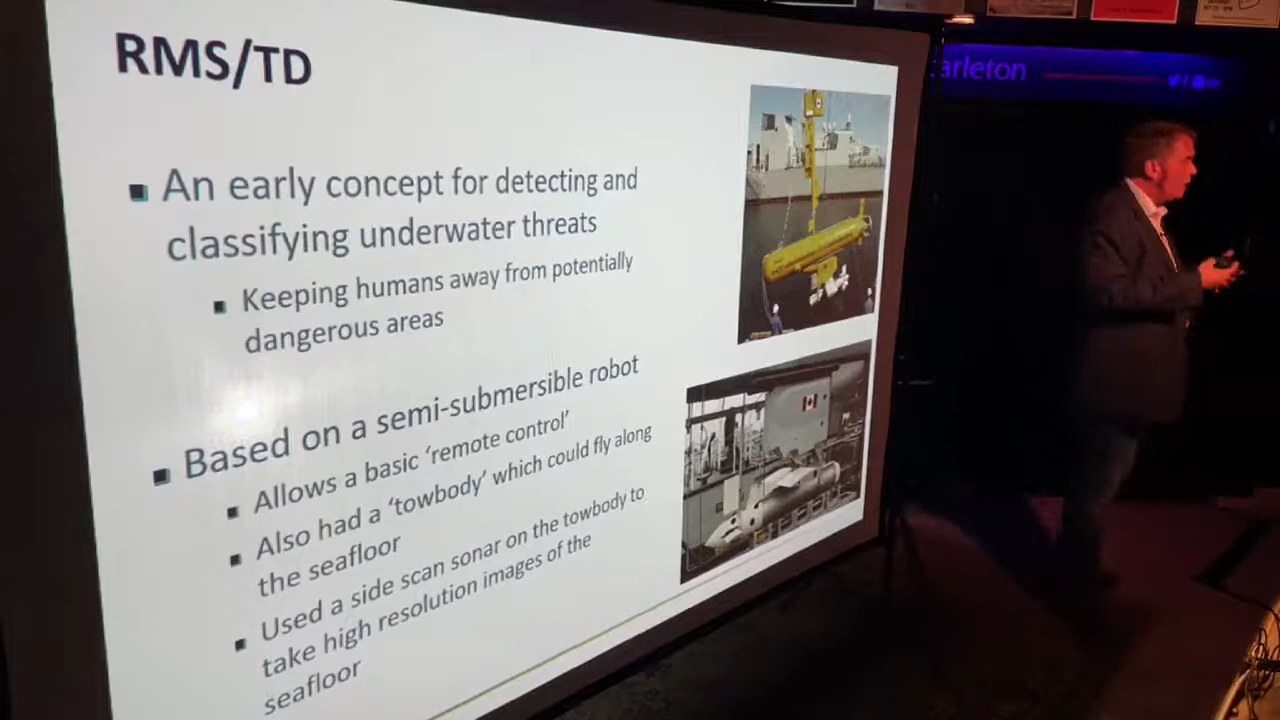 RMS/TD
▪ An early concept for detecting and
classifying underwater threats
▪ Keeping humans away from potentially
dangerous areas
▪ Based on a semi-submersible robot
▪ Allows a basic ‘remote control’
▪ Also had a ‘towbody’ which could fly along
the seafloor
▪ Used a side scan sonar on the towbody to
take high resolution images of the
seafloor
arleton